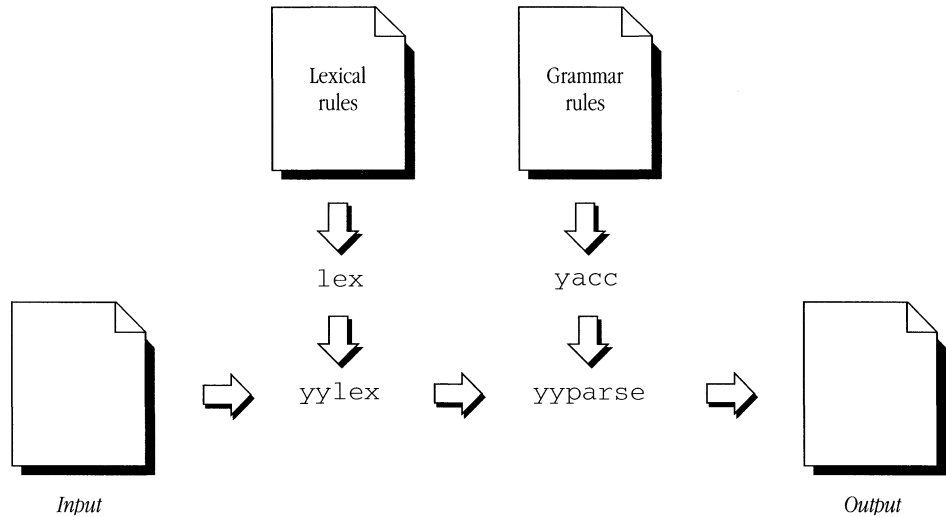 Lexical
rules
Grammar
rules
lex
yacc
yylex
yyparse
Input
Output